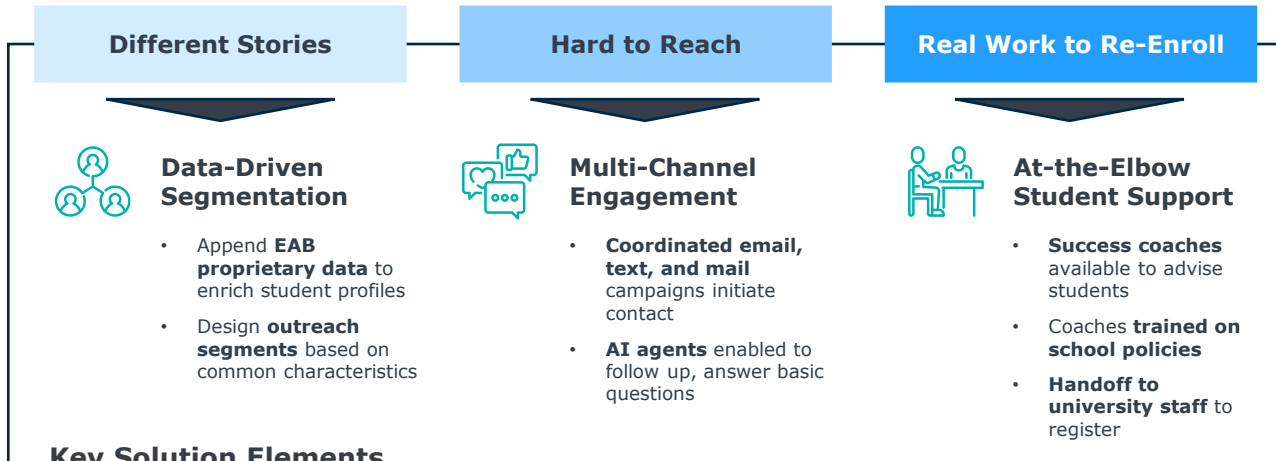 Different Stories
Hard to Reach
Real Work to Re-Enroll
Data-Driven
Segmentation
• Append EAB
proprietary data to
enrich student profiles
• Design outreach
segments based on
common characteristics
Multi-Channel
Engagement
• Coordinated email,
text, and mail
campaigns initiate
contact
• AI agents enabled to
follow up, answer basic
questions
At-the-Elbow
Student Support
• Success coaches
available to advise
students
• Coaches trained on
school policies
• Handoff to
university staff to
register
Key Solution Elements